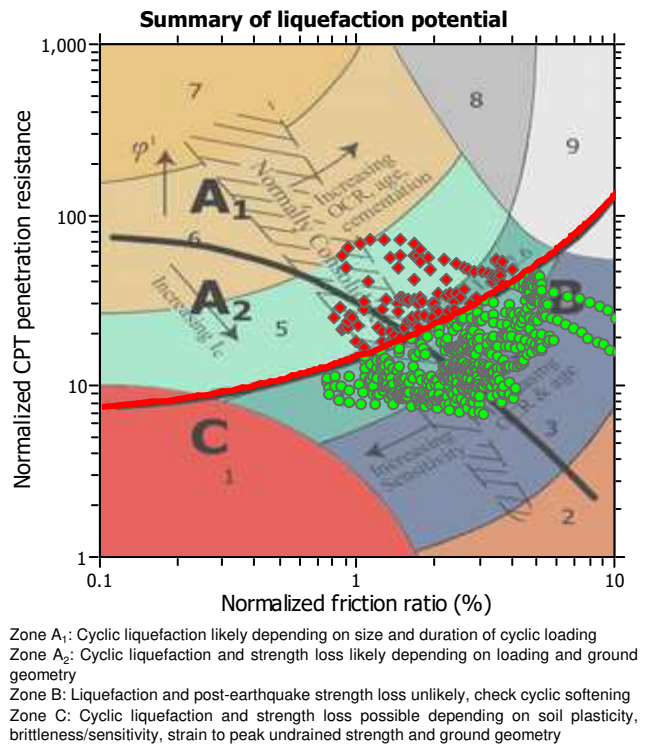 Summary of liquefaction potential
Normalized CPT penetration resistance
1,000
100
10
1
0.1
1
10
Normalized friction ratio (%)
7
8
9
φ'
A1
6
A2
5
B
C
1
3
2
Normally
Increasing
OCR, age,
cementation
Increasing Ic
Increasing
Sensitivity
OCR & age
Zone A1: Cyclic liquefaction likely depending on size and duration of cyclic loading
Zone A2: Cyclic liquefaction and strength loss likely depending on loading and ground
geometry
Zone B: Liquefaction and post-earthquake strength loss unlikely, check cyclic softening
Zone C: Cyclic liquefaction and strength loss possible depending on soil plasticity,
brittleness/sensitivity, strain to peak undrained strength and ground geometry